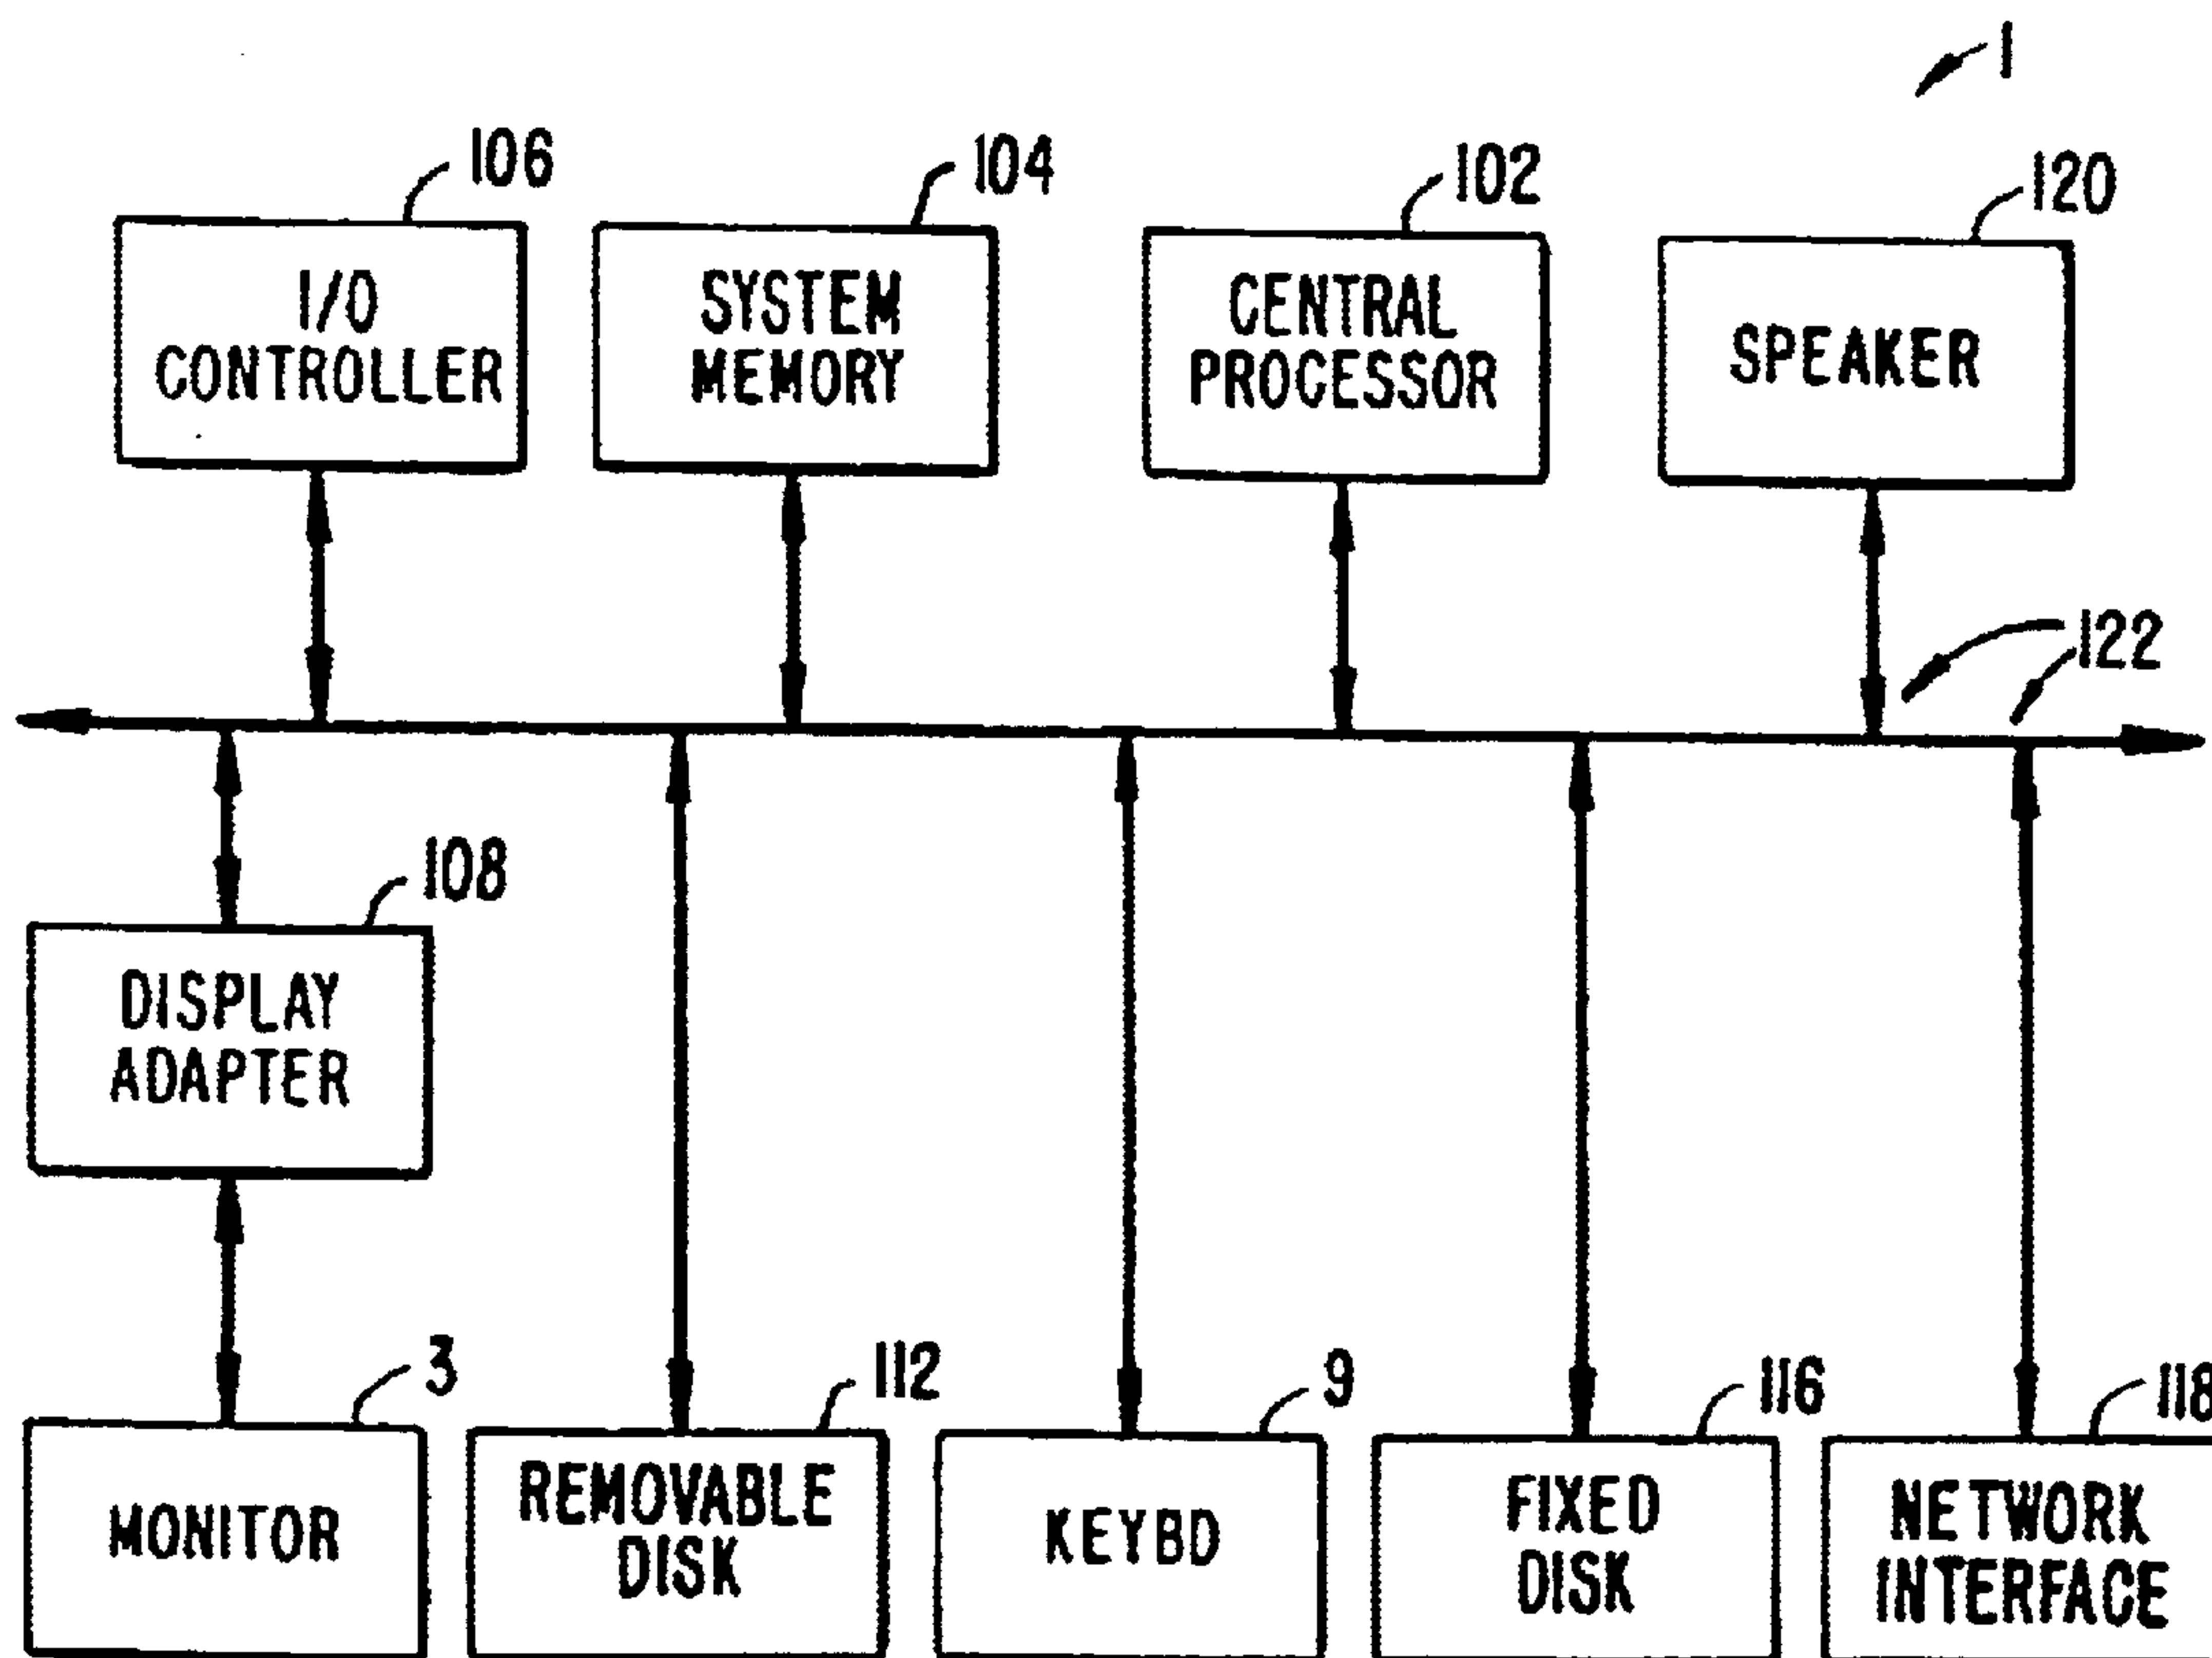 1
106
104
102
120
I/O
CONTROLLER
SYSTEM
MEMORY
CENTRAL
PROCESSOR
SPEAKER
122
108
DISPLAY
ADAPTER
3
112
9
116
118
MONITOR
REMOVABLE
DISK
KEYBD
FIXED
DISK
NETWORK
INTERFACE